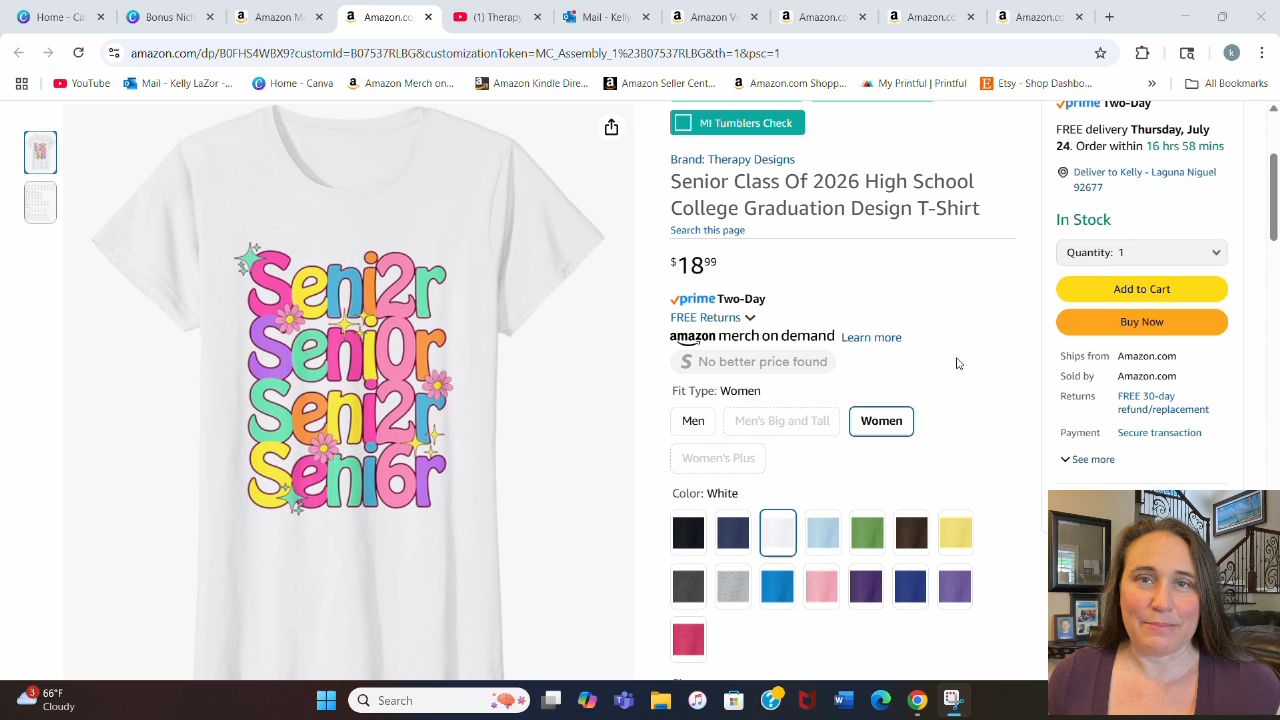 Home - Ca
Bonus Nich
Amazon M
Amazon.co
(1) Therapy
Mail - Kelly
Amazon Vi
Amazon.co
Amazon.co
Amazon.co
amazon.com/dp/B0FHS4WBX9?customId=B07537RLBG&customizationToken=MC_Assembly_1%23B07537RLBG&th=1&psc=1
k
YouTube
Mail - Kelly LaZor -...
Home - Canva
Amazon Merch on...
Amazon Kindle Dire...
Amazon Seller Cent...
Amazon.com Shopp...
My Printful | Printful
Etsy - Shop Dashbo...
»
All Bookmarks
MI Tumblers Check
Brand: Therapy Designs
Senior Class Of 2026 High School
College Graduation Design T-Shirt
Search this page
$18.99
prime Two-Day
FREE Returns
amazon merch on demand Learn more
S No better price found
Fit Type: Women
Men
Men's Big and Tall
Women
Women's Plus
Color: White
Seni2r
Seni0r
Seni2r
Seni6r
prime Two-Day
FREE delivery Thursday, July
24. Order within 16 hrs 58 mins
Deliver to Kelly - Laguna Niguel
92677
In Stock
Quantity: 1
Add to Cart
Buy Now
Ships from Amazon.com
Sold by Amazon.com
Returns FREE 30-day
refund/replacement
Payment Secure transaction
See more
3
66°F
Cloudy
Search